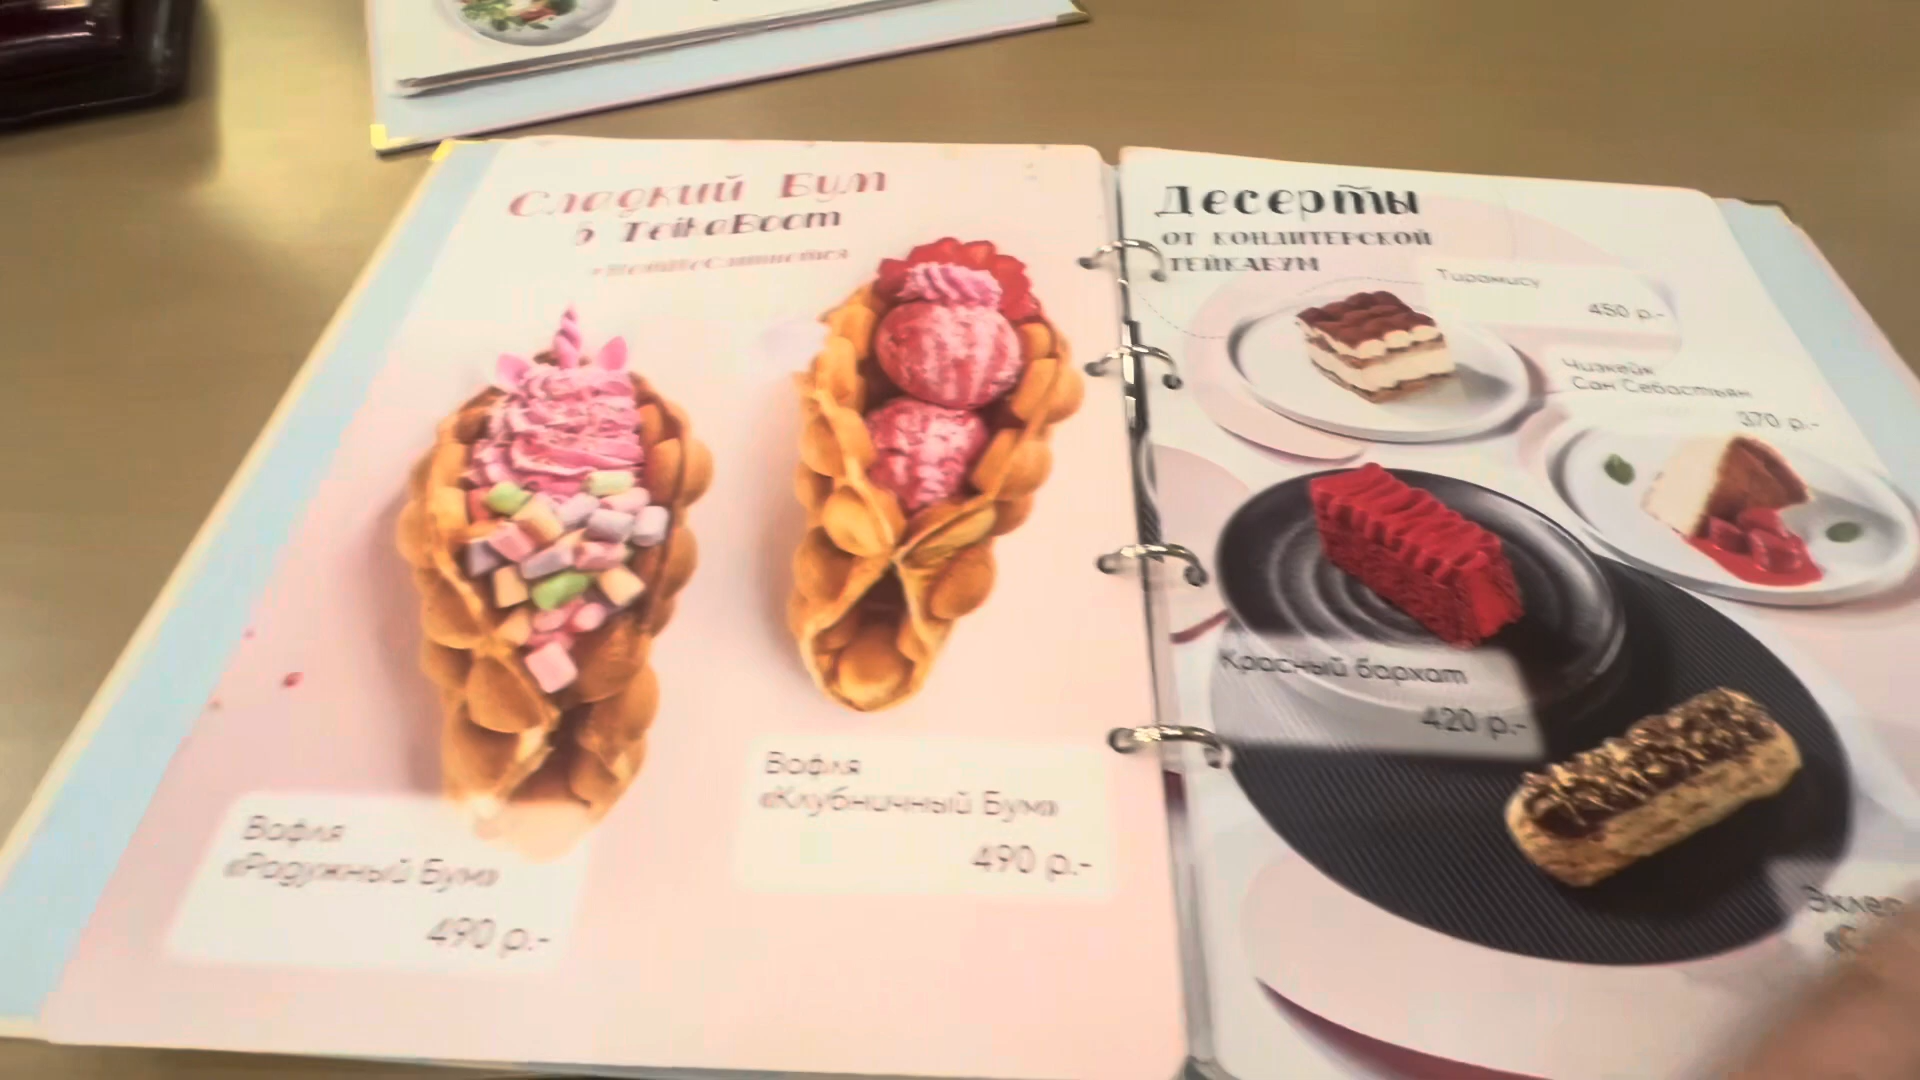 Сладкий Бум
в TeikaBoom
Вафля
«Радужный Бум»
490 р.-
Вафля
«Клубничный Бум»
490 р.-
Десерты
от кондитерской
Тейкабум
Тирамису
450 р.-
Чизкейк
Сан Себастьян
370 р.-
Красный бархат
420 р.-